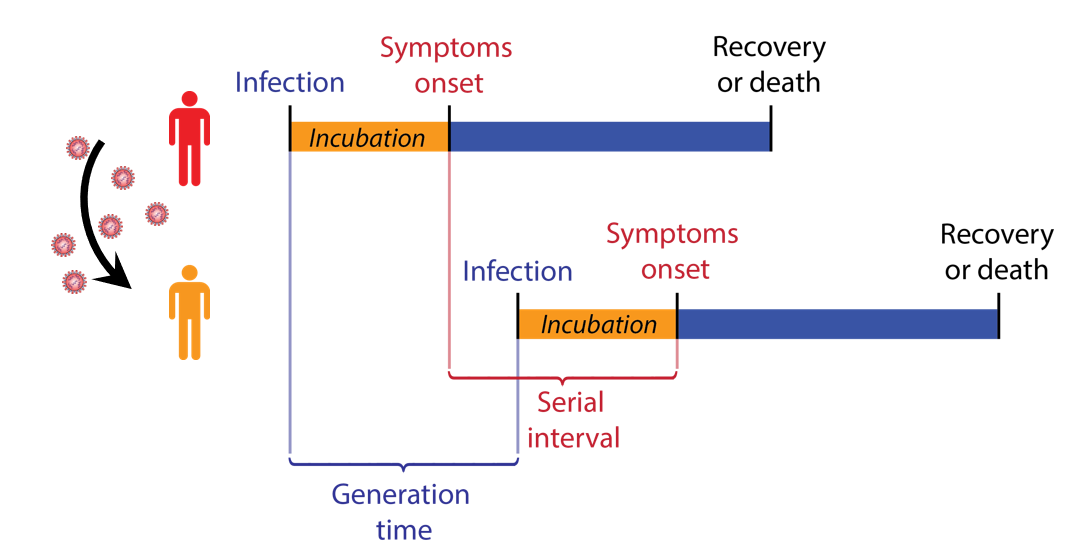 Symptoms
onset
Recovery
or death
Infection
Incubation
Symptoms
onset
Recovery
or death
Infection
Incubation
Serial
interval
Generation
time